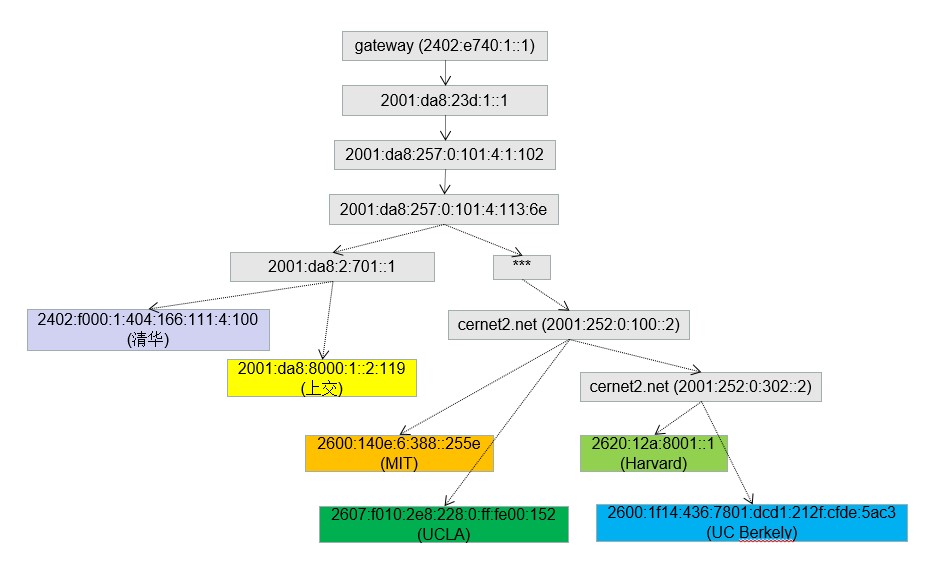 gateway (2402:e740:1::1)
2001:da8:23d:1::1
2001:da8:257:0:101:4:1:102
2001:da8:257:0:101:4:113:6e
2001:da8:2:701::1
***
2402:f000:1:404:166:111:4:100
(清华)
cernet2.net (2001:252:0:100::2)
2001:da8:8000:1::2:119
(上交)
cernet2.net (2001:252:0:302::2)
2600:140e:6:388::255e
(MIT)
2620:12a:8001::1
(Harvard)
2607:f010:2e8:228:0:ff:fe00:152
(UCLA)
2600:1f14:436:7801:dcd1:212f:cfde:5ac3
(UC Berkely)